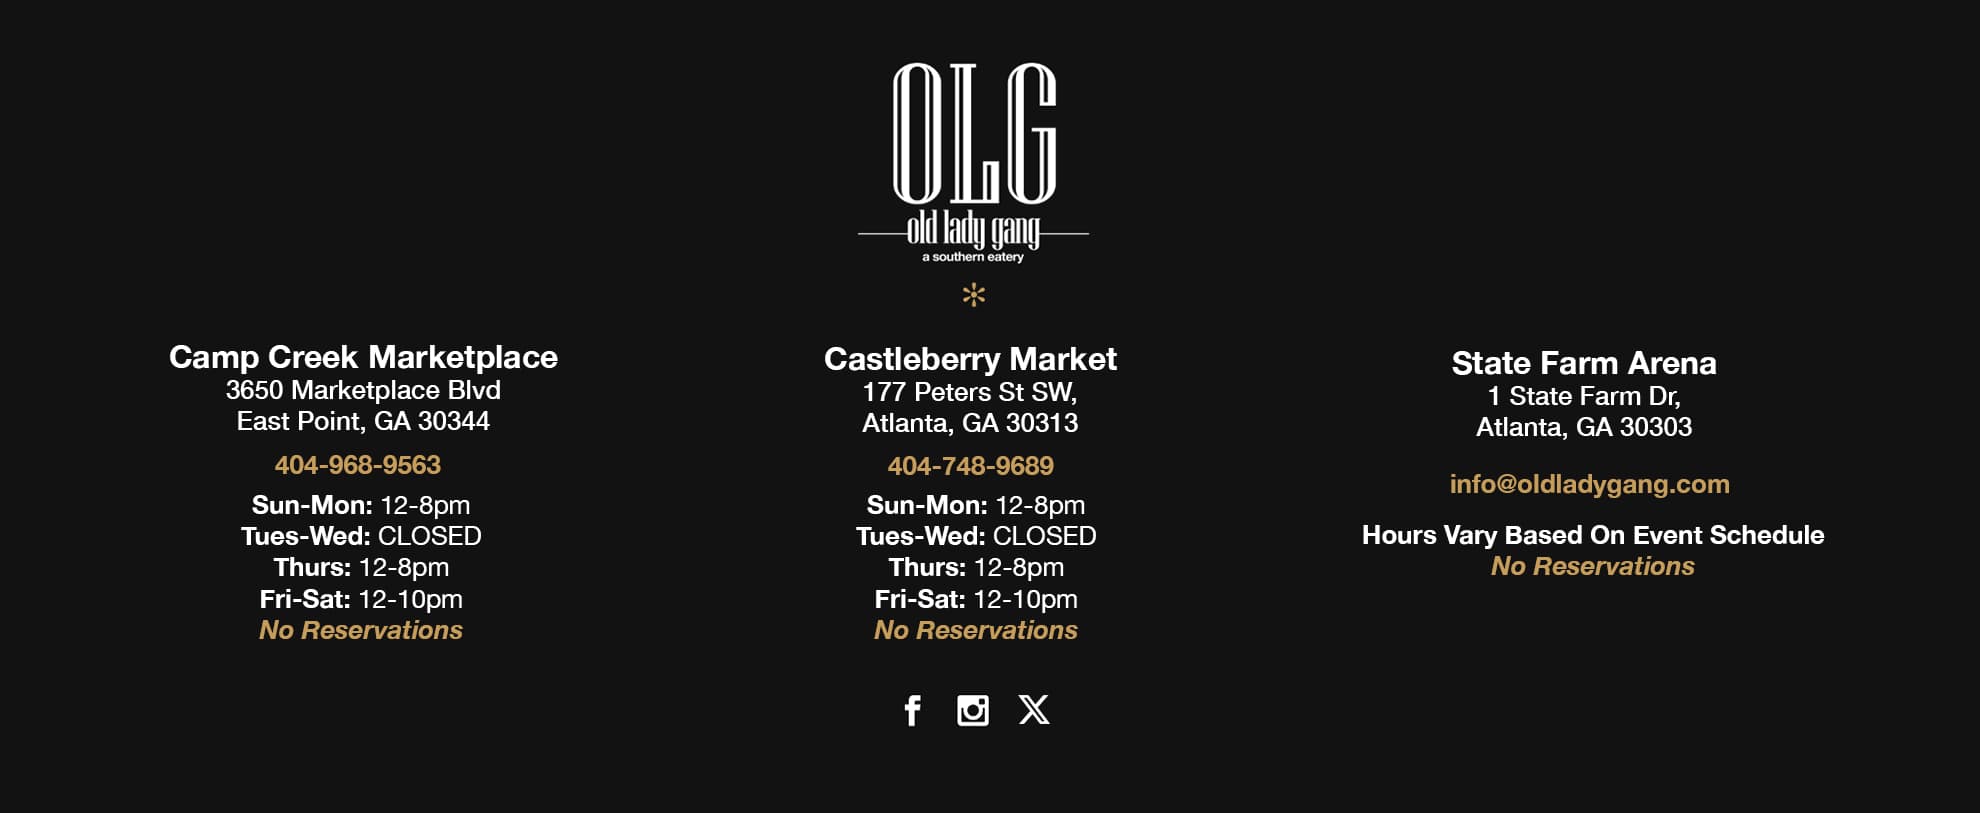 OLG
old lady gang
a southern eatery
Camp Creek Marketplace
3650 Marketplace Blvd
East Point, GA 30344
404-968-9563
Sun-Mon: 12-8pm
Tues-Wed: CLOSED
Thurs: 12-8pm
Fri-Sat: 12-10pm
No Reservations
Castleberry Market
177 Peters St SW,
Atlanta, GA 30313
404-748-9689
Sun-Mon: 12-8pm
Tues-Wed: CLOSED
Thurs: 12-8pm
Fri-Sat: 12-10pm
No Reservations
State Farm Arena
1 State Farm Dr,
Atlanta, GA 30303
info@oldladygang.com
Hours Vary Based On Event Schedule
No Reservations